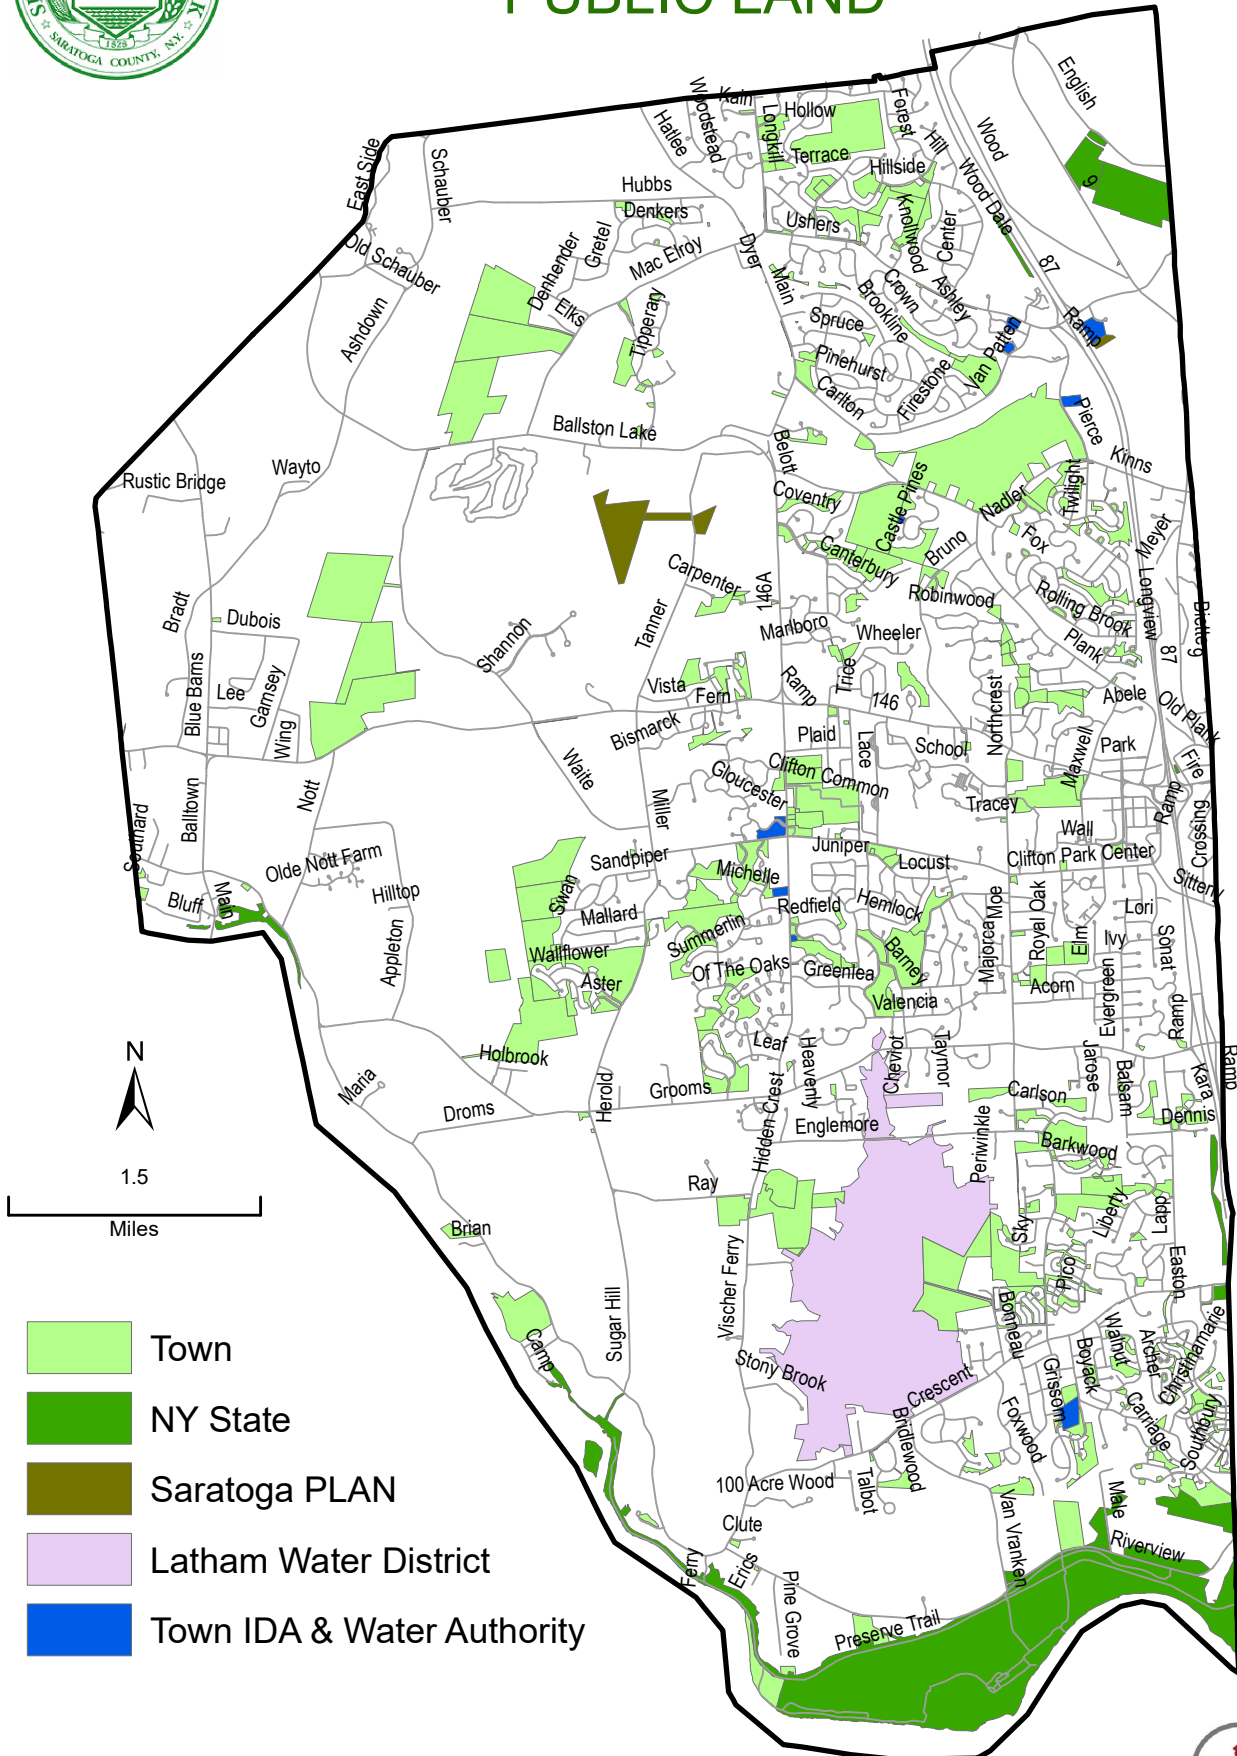 PUBLIC LAND
SARATOGA COUNTY, N.Y.
1828
English
Kain
Woodstead
Hollow
Forest
Longkill
Hatlee
Wood
Hill
East Side
Schauber
Terrace
Hillside
Wood Dale
9
Hubbs
Denkers
Knollwood
Center
Ushers
Gretel
Old Schauber
Denhender
Mac Elroy
Dyer
87
Main
Crown
Ashley
Elks
Brookline
Ashdown
Tipperary
Spruce
Ramp
Van Patten
Pinehurst
Firestone
Carlton
Pierce
Ballston Lake
Belott
Kinns
Wayto
Rustic Bridge
Twilight
Castle Pines
Coventry
Nadler
Meyer
Fox
Bruno
Canterbury
Carpenter
146A
Longview
Robinwood
Rolling Brook
Bradt
Dubois
Tanner
Marlboro
Wheeler
Shannon
Plank
87
9
Blue Barns
Lee
Garnsey
Vista
Fern
Ramp
Trice
146
Northcrest
Abele
Old Plank
Wing
Bismarck
Plaid
Lace
School
Maxwell
Park
Waite
Gloucester
Clifton Common
Fire
Nott
Balltown
Miller
Tracey
Ramp
Crossing
Southard
Wall
Olde Nott Farm
Sandpiper
Juniper
Locust
Clifton Park Center
Hilltop
Michelle
Sitterly
Swan
Bluff
Main
Mallard
Redfield
Hemlock
Majorca
Moe
Royal Oak
Lori
Appleton
Summerlin
Elm
Ivy
Sonat
Wallflower
Barney
Of The Oaks
Greenlea
Aster
Acorn
Evergreen
Valencia
Ramp
N
Holbrook
Leaf
Heavenly
Cheviot
Taymor
Jarose
Balsam
Ramp
Maria
Herold
Grooms
Hidden Crest
Carlson
Kara
Droms
Dennis
Englemore
Periwinkle
Barkwood
1.5
Miles
Ray
Brian
Sky
Liberty
Lapp
Vischer Ferry
Pico
Easton
Sugar Hill
Bonneau
Camp
Walnut
Archer
Christinamarie
Stony Brook
Boyack
Grissom
Crescent
Carriage
Southbury
Bridlewood
Foxwood
100 Acre Wood
Talbot
Van Vranken
Male
Clute
Riverview
Ferry
Erics
Pine Grove
Preserve Trail
Town
NY State
Saratoga PLAN
Latham Water District
Town IDA & Water Authority